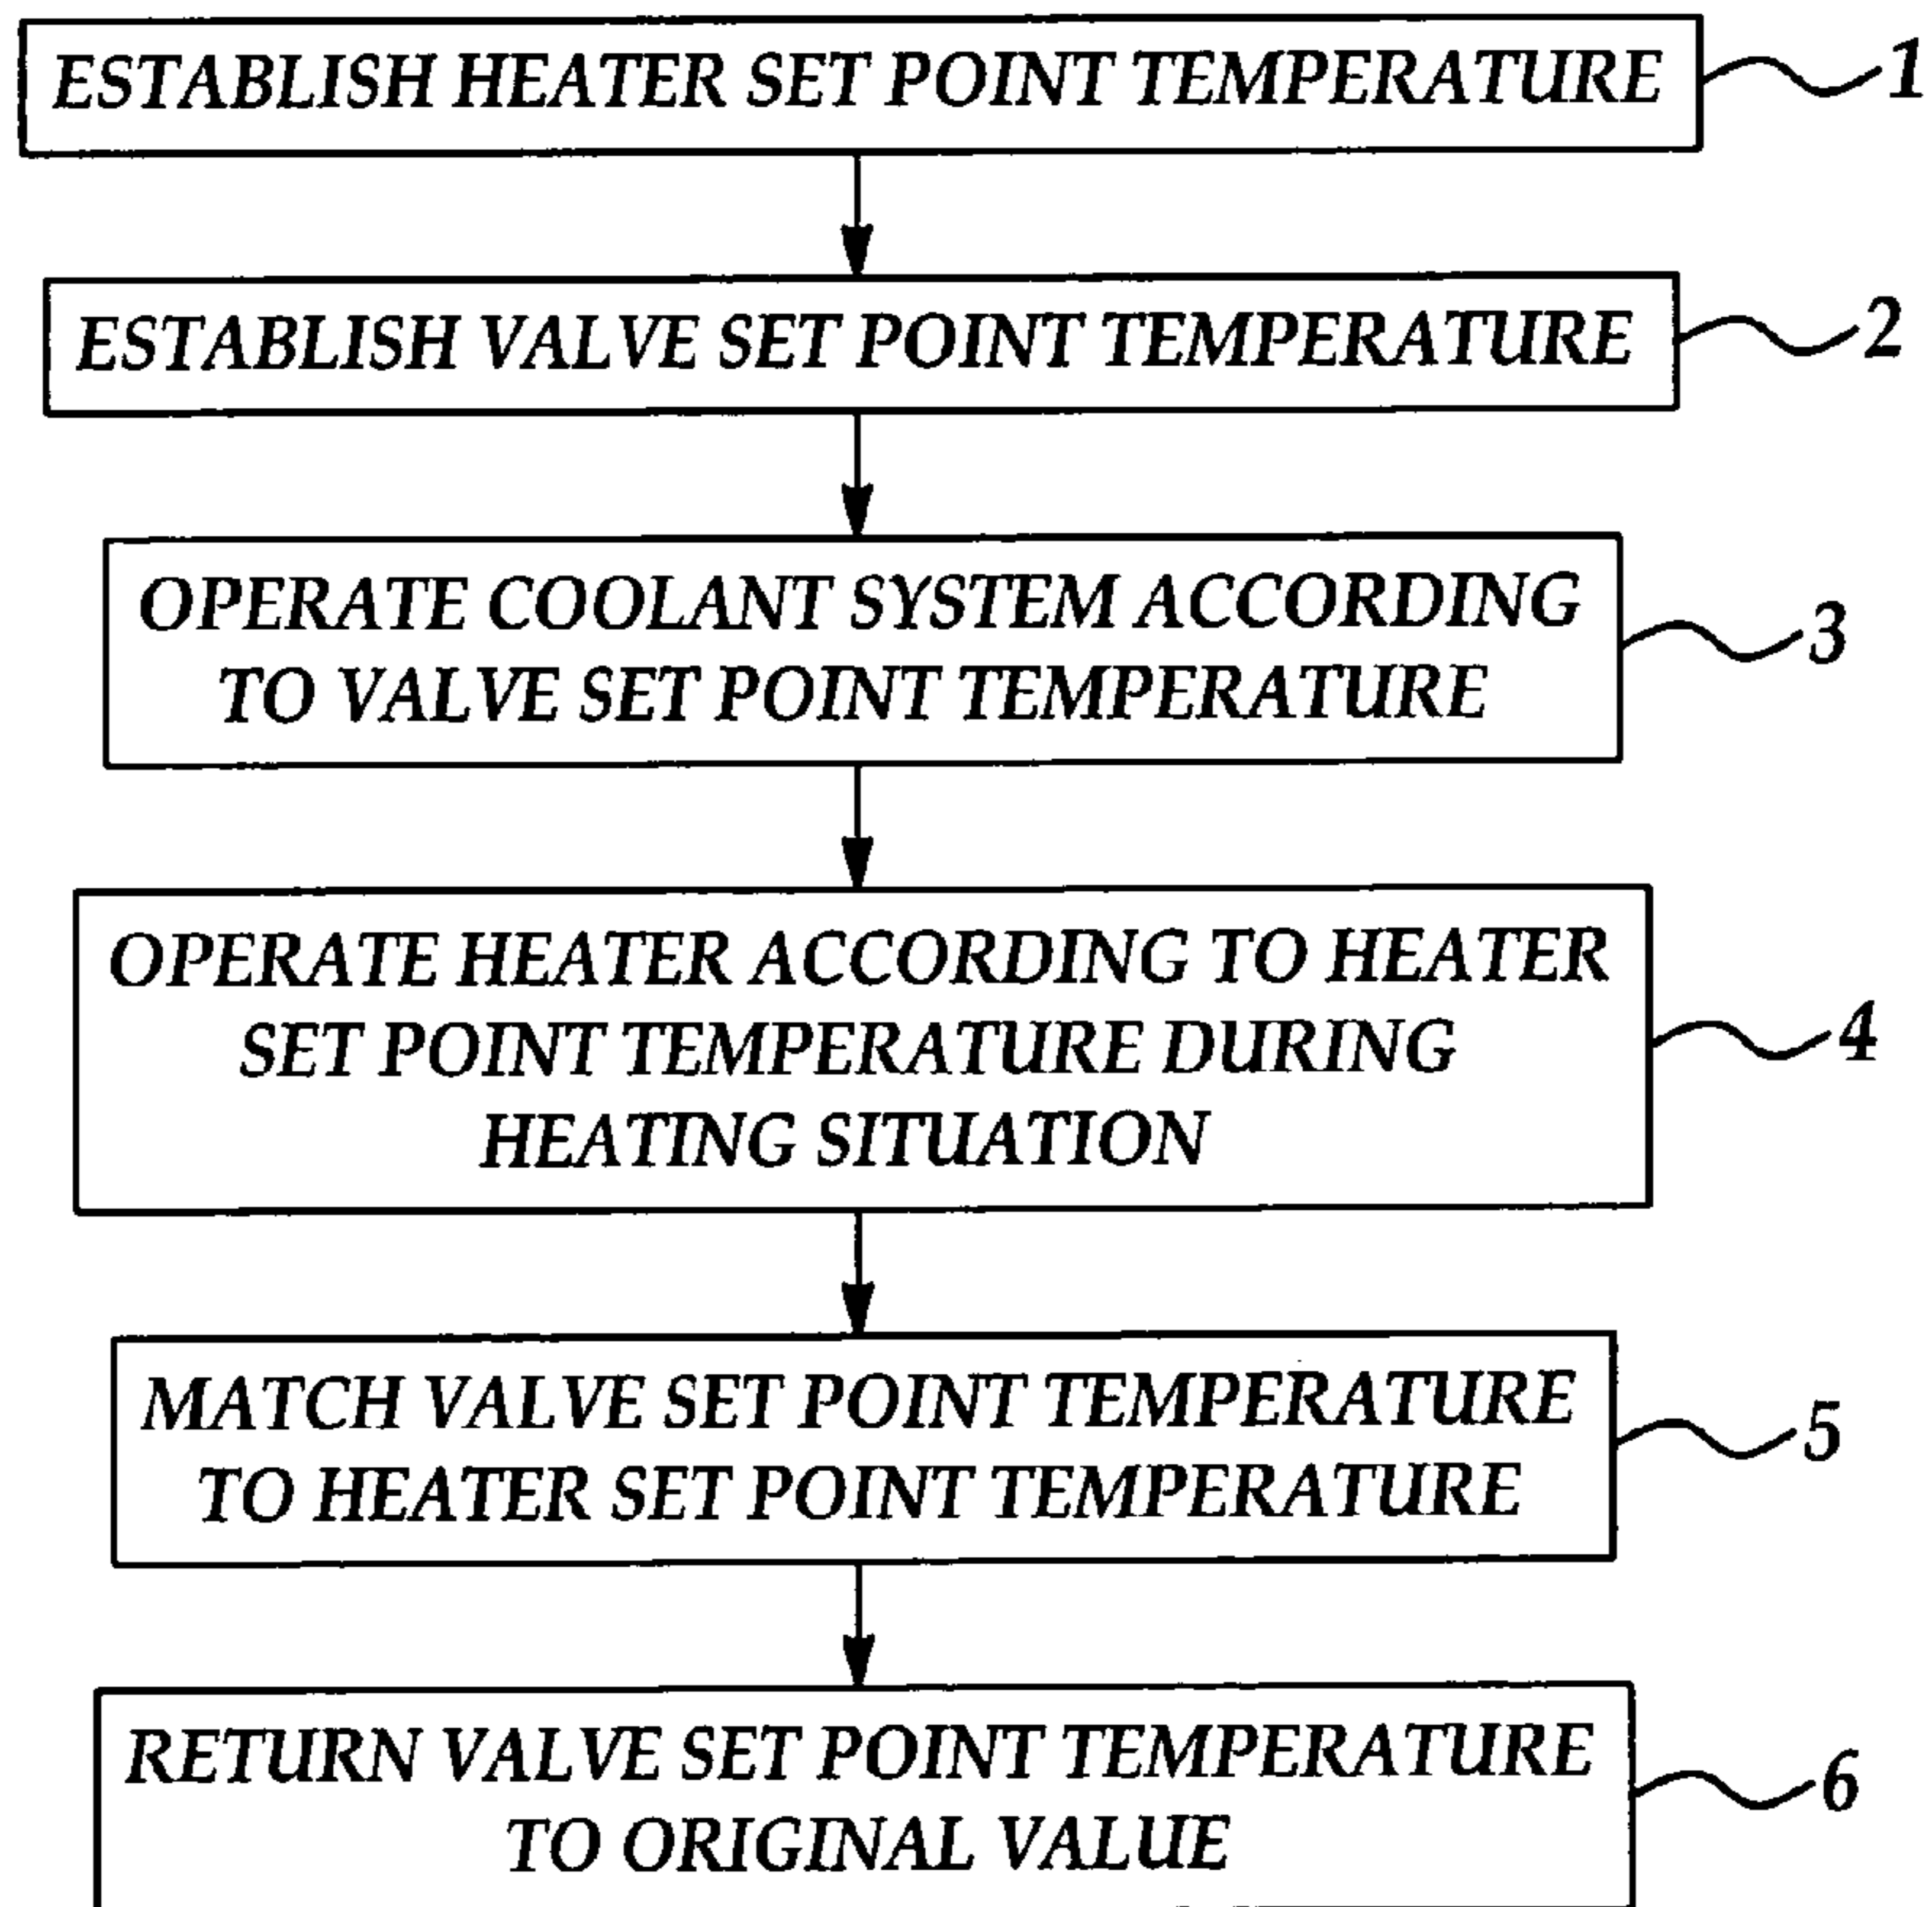 ESTABLISH HEATER SET POINT TEMPERATURE
1
ESTABLISH VALVE SET POINT TEMPERATURE
2
OPERATE COOLANT SYSTEM ACCORDING
TO VALVE SET POINT TEMPERATURE
3
OPERATE HEATER ACCORDING TO HEATER
SET POINT TEMPERATURE DURING
HEATING SITUATION
4
MATCH VALVE SET POINT TEMPERATURE
TO HEATER SET POINT TEMPERATURE
5
RETURN VALVE SET POINT TEMPERATURE
TO ORIGINAL VALUE
6